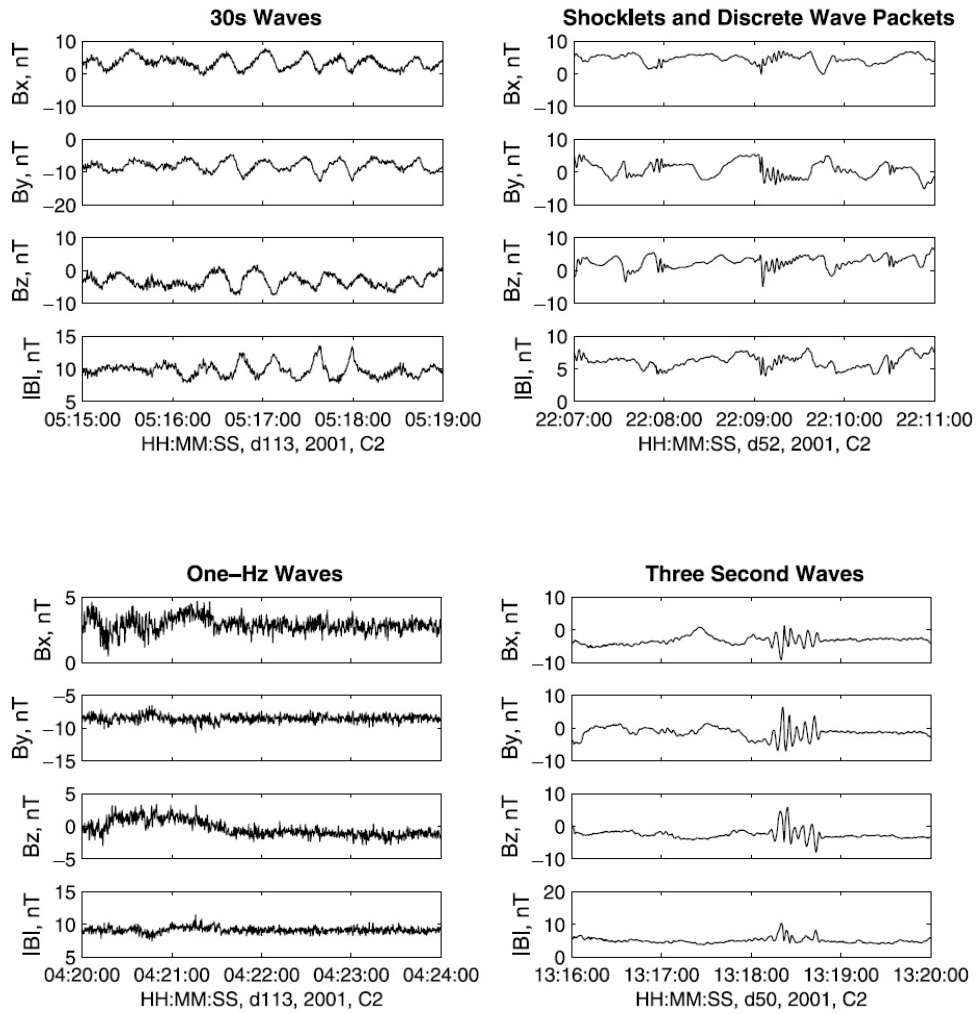 30s Waves
10
0
−10
Bx, nT
0
−10
−20
By, nT
10
0
−10
Bz, nT
15
10
5
|B|, nT
05:15:00 05:16:00 05:17:00 05:18:00 05:19:00
HH:MM:SS, d113, 2001, C2
Shocklets and Discrete Wave Packets
10
0
−10
Bx, nT
10
0
−10
By, nT
10
0
−10
Bz, nT
10
5
0
|B|, nT
22:07:00 22:08:00 22:09:00 22:10:00 22:11:00
HH:MM:SS, d52, 2001, C2
One−Hz Waves
5
0
Bx, nT
−5
−10
−15
By, nT
5
0
−5
Bz, nT
15
10
5
|B|, nT
04:20:00 04:21:00 04:22:00 04:23:00 04:24:00
HH:MM:SS, d113, 2001, C2
Three Second Waves
10
0
−10
Bx, nT
10
0
−10
By, nT
10
0
−10
Bz, nT
20
10
0
|B|, nT
13:16:00 13:17:00 13:18:00 13:19:00 13:20:00
HH:MM:SS, d50, 2001, C2